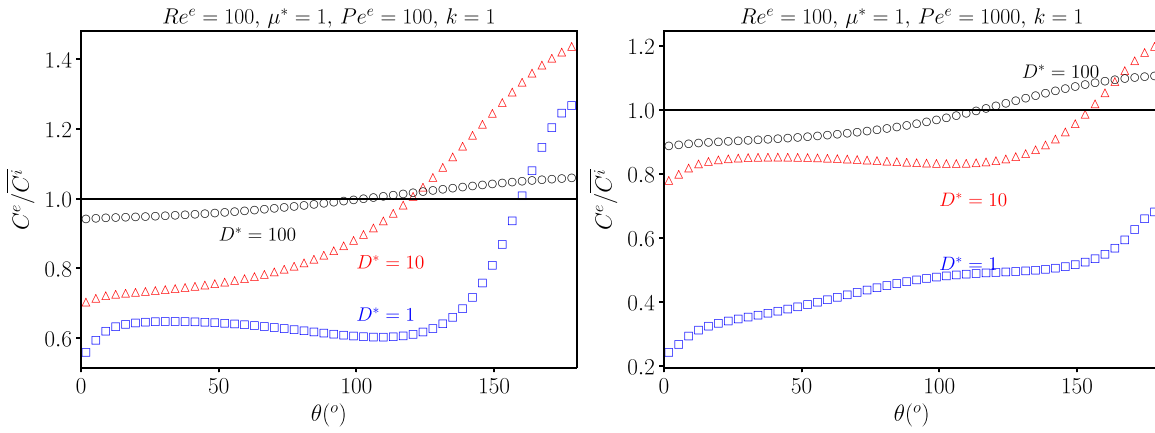 Re^e = 100, μ* = 1, Pe^e = 100, k = 1
C^e/\overline{C^i}
1.4
1.2
1.0
0.8
0.6
D* = 100
D* = 10
D* = 1
0 50 100 150
θ(°)
Re^e = 100, μ* = 1, Pe^e = 1000, k = 1
C^e/\overline{C^i}
1.2
1.0
0.8
0.6
0.4
0.2
D* = 100
D* = 10
D* = 1
0 50 100 150
θ(°)